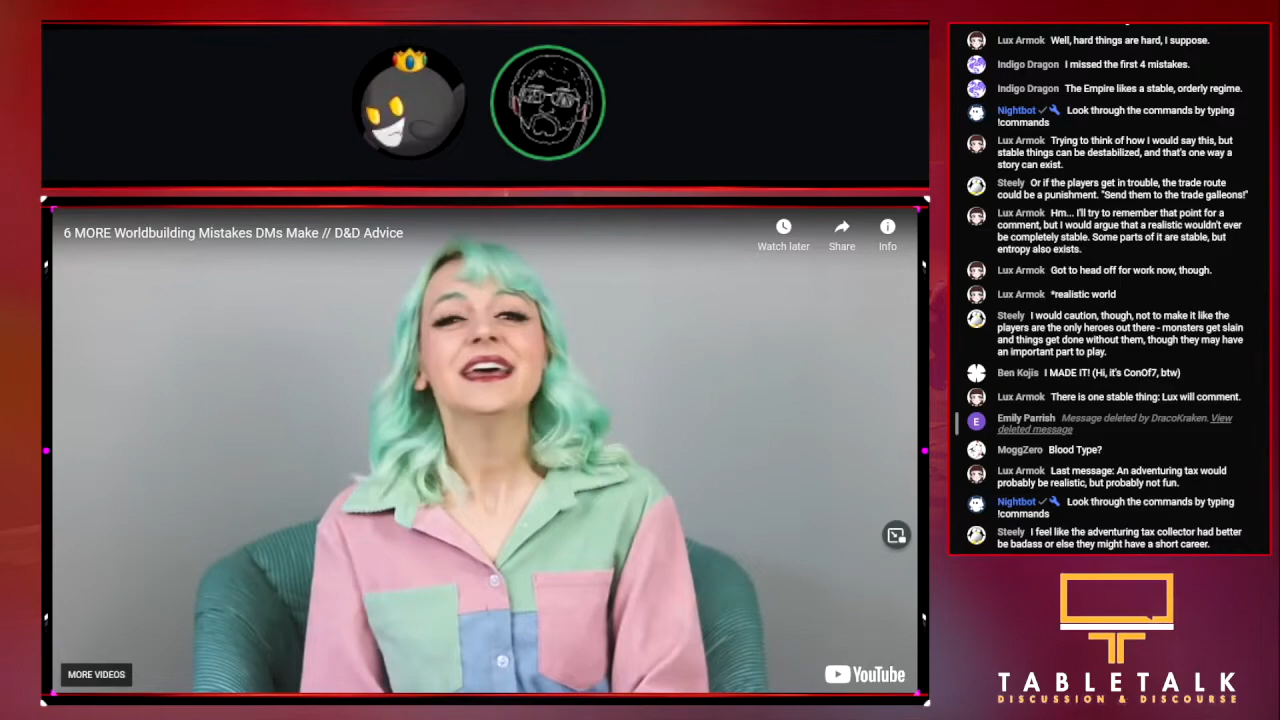 6 MORE Worldbuilding Mistakes DMs Make // D&D Advice
Watch later
Share
Info
MORE VIDEOS
YouTube
Lux Armok Well, hard things are hard, I suppose.
Indigo Dragon I missed the first 4 mistakes.
Indigo Dragon The Empire likes a stable, orderly regime.
Nightbot Look through the commands by typing
!commands
Lux Armok Trying to think of how I would say this, but
stable things can be destabilized, and that's one way a
story can exist.
Steely Or if the players get in trouble, the trade route
could be a punishment. "Send them to the trade galleons!"
Lux Armok Hm... I'll try to remember that point for a
comment, but I would argue that a realistic wouldn't ever
be completely stable. Some parts of it are stable, but
entropy also exists.
Lux Armok Got to head off for work now, though.
Lux Armok *realistic world
Steely I would caution, though, not to make it like the
players are the only heroes out there - monsters get slain
and things get done without them, though they may have
an important part to play.
Ben Kojis I MADE IT! (Hi, it's ConOf7, btw)
Lux Armok There is one stable thing: Lux will comment.
E
Emily Parrish Message deleted by DracoKraken. View
deleted message
MoggZero Blood Type?
Lux Armok Last message: An adventuring tax would
probably be realistic, but probably not fun.
Nightbot Look through the commands by typing
!commands
Steely I feel like the adventuring tax collector had better
be badass or else they might have a short career.
TABLETALK
DISCUSSION & DISCOURSE